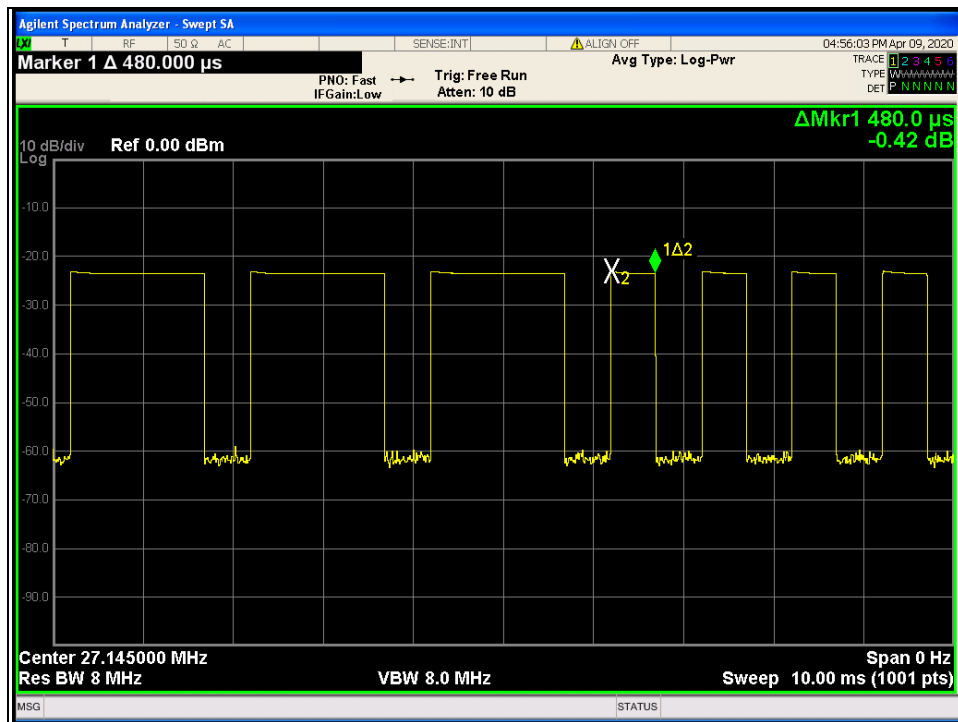 Agilent Spectrum Analyzer - Swept SA
LXI T RF 50 Ω AC SENSE:INT ALIGN OFF 04:56:03 PM Apr 09, 2020
Marker 1 Δ 480.000 µs
PNO: Fast
IFGain:Low
Trig: Free Run
Atten: 10 dB
Avg Type: Log-Pwr
TRACE 1 2 3 4 5 6
TYPE W
DET P N N N N N
ΔMkr1 480.0 µs
-0.42 dB
10 dB/div Ref 0.00 dBm
Log
-10.0
-20.0
-30.0
-40.0
-50.0
-60.0
-70.0
-80.0
-90.0
X2
1Δ2
Center 27.145000 MHz Span 0 Hz
Res BW 8 MHz VBW 8.0 MHz Sweep 10.00 ms (1001 pts)
MSG STATUS